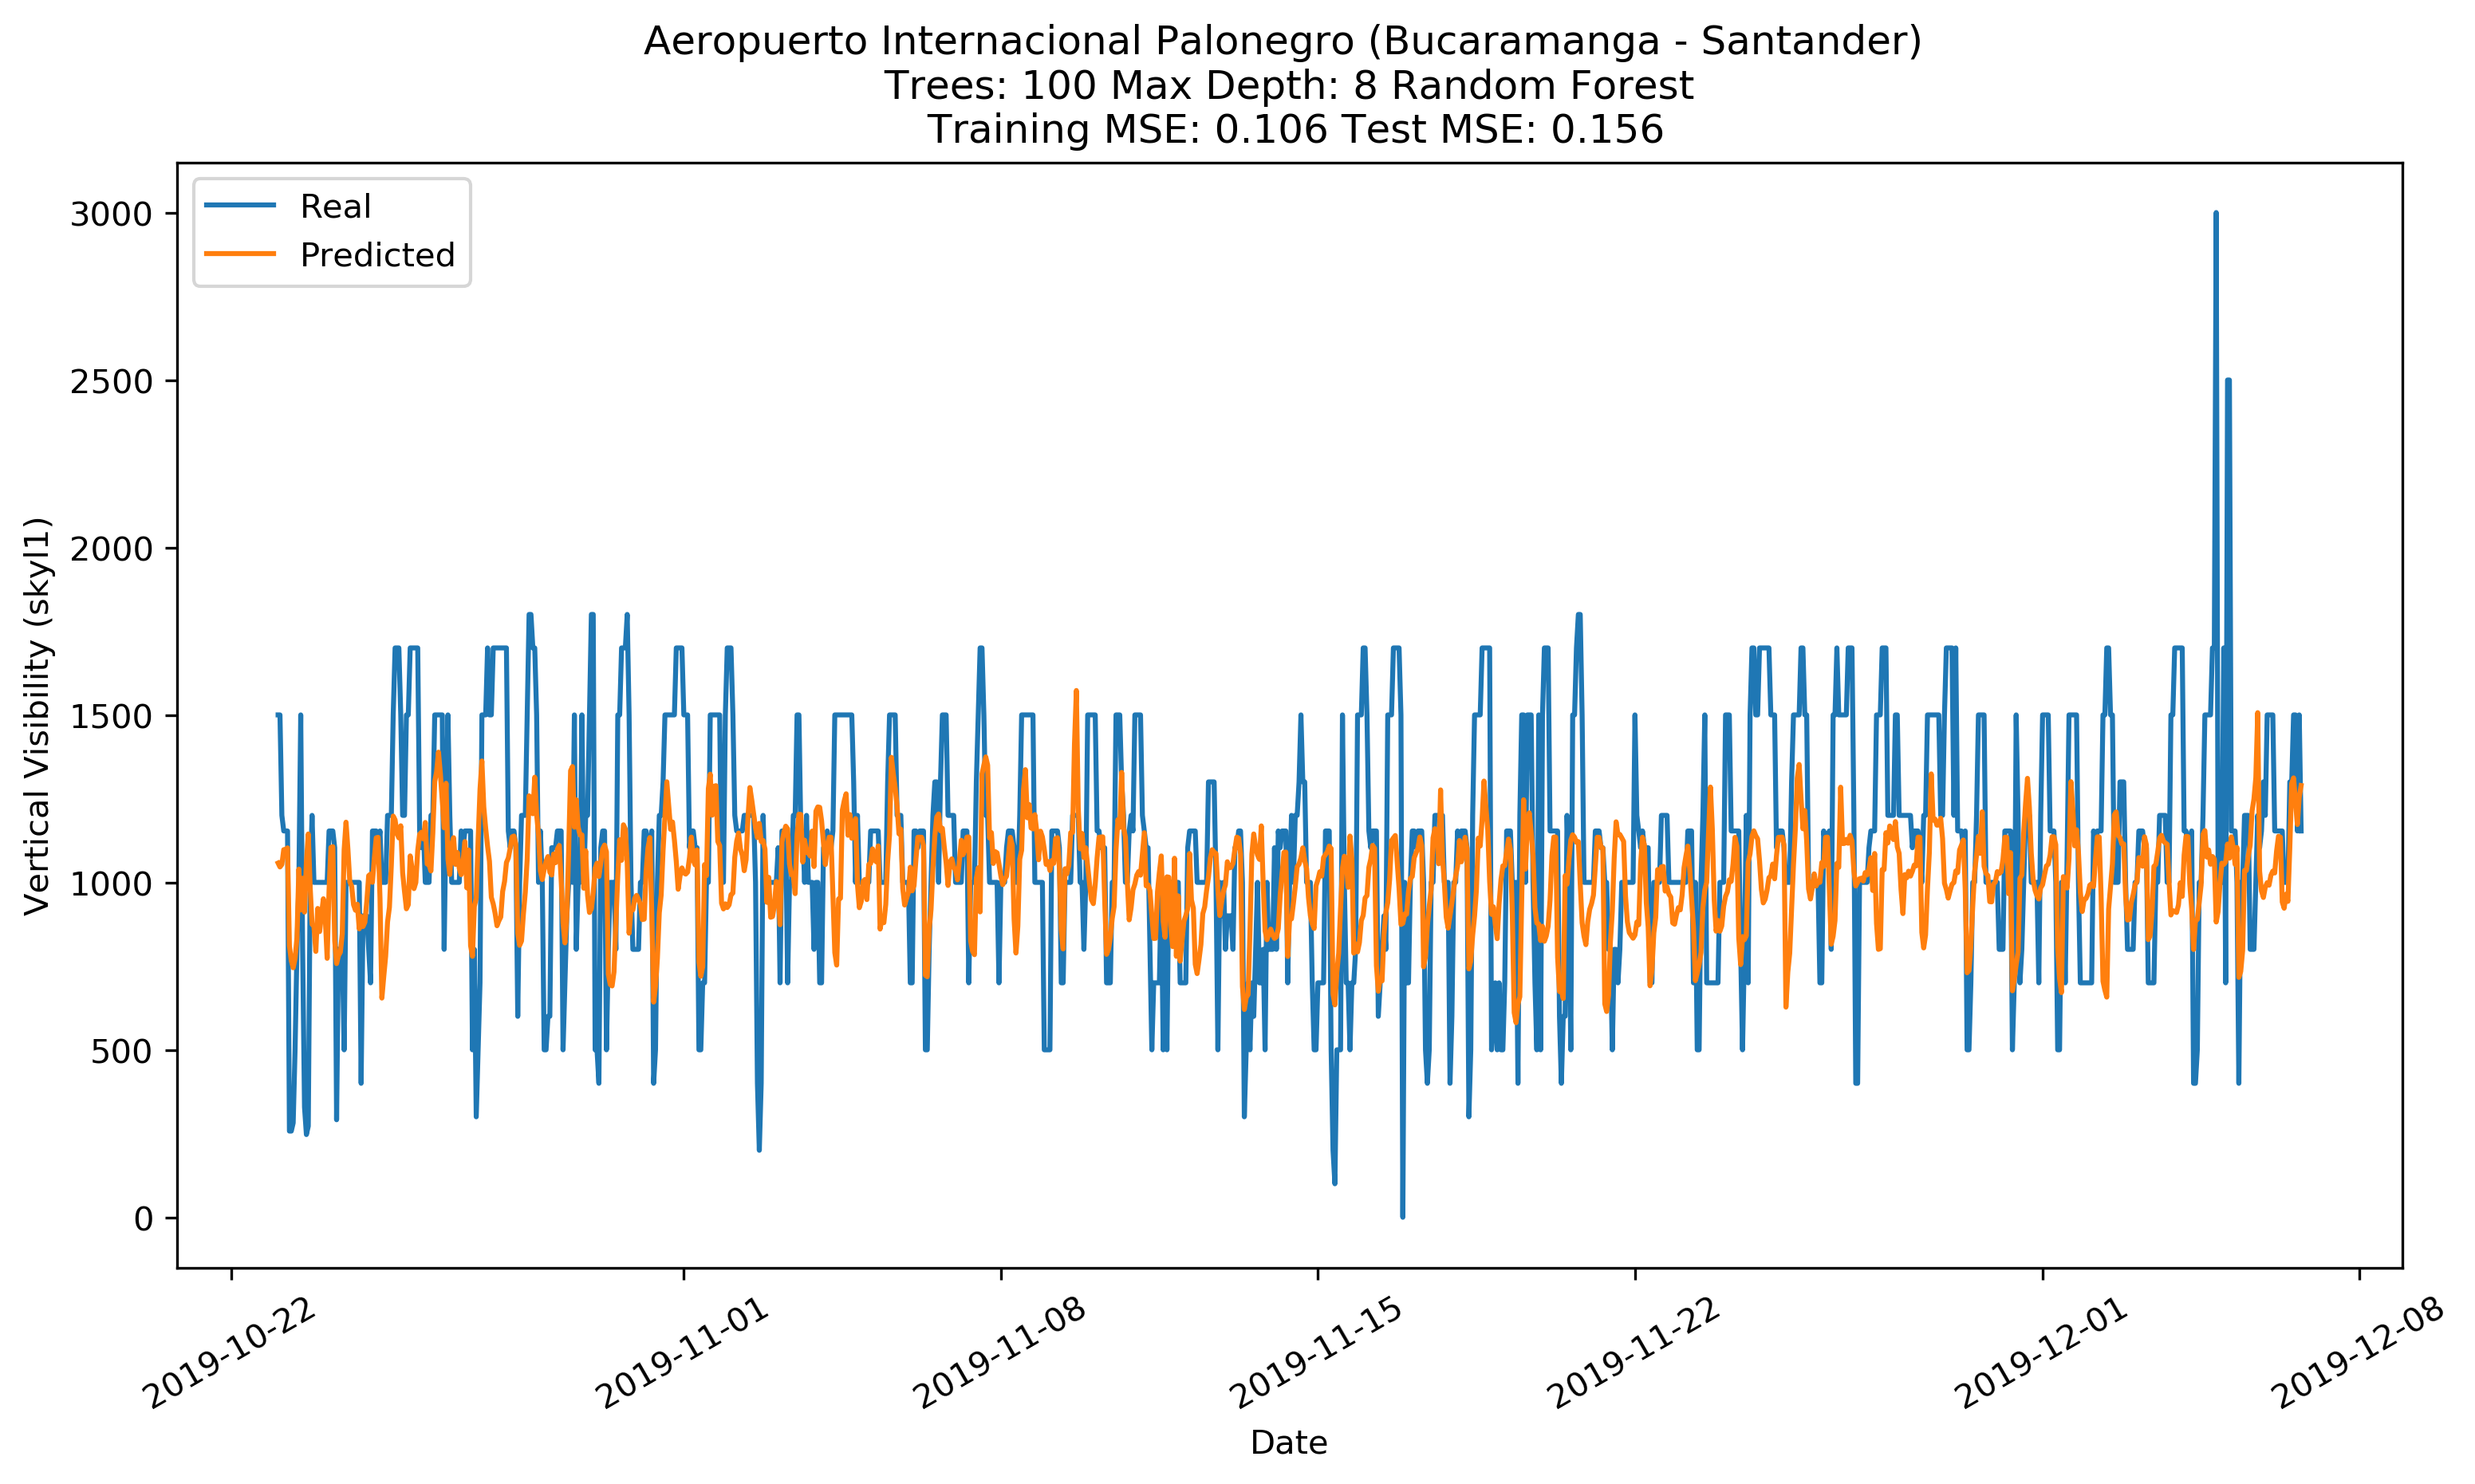 Aeropuerto Internacional Palonegro (Bucaramanga - Santander)
Trees: 100 Max Depth: 8 Random Forest
Training MSE: 0.106 Test MSE: 0.156
Real
Predicted
3000
2500
2000
1500
1000
500
0
Vertical Visibility (skyl1)
2019-10-22
2019-11-01
2019-11-08
2019-11-15
2019-11-22
2019-12-01
2019-12-08
Date